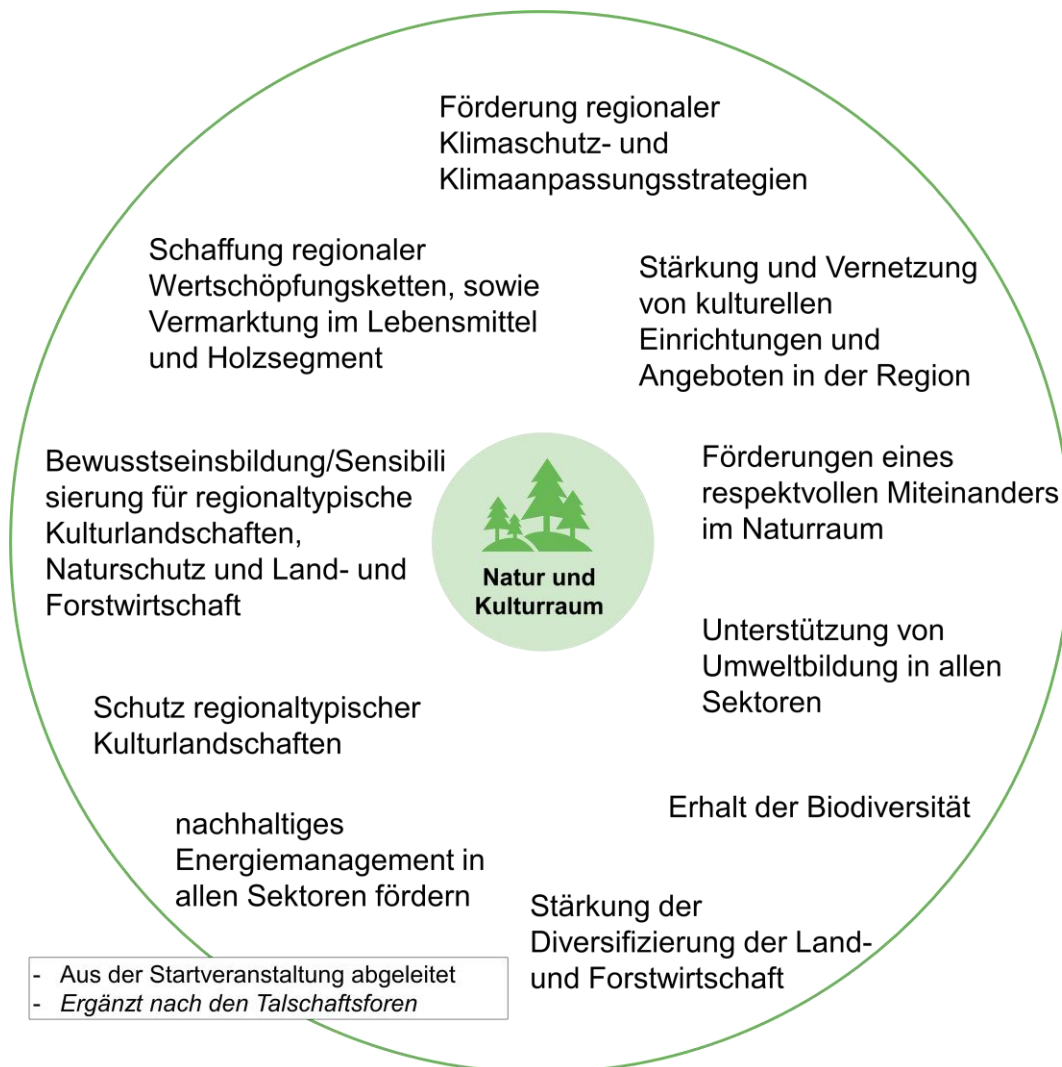 Förderung regionaler
Klimaschutz- und
Klimaanpassungsstrategien
Schaffung regionaler
Wertschöpfungsketten, sowie
Vermarktung im Lebensmittel
und Holzsegment
Stärkung und Vernetzung
von kulturellen
Einrichtungen und
Angeboten in der Region
Bewusstseinsbildung/Sensibili
sierung für regionaltypische
Kulturlandschaften,
Naturschutz und Land- und
Forstwirtschaft
Natur und
Kulturraum
Förderungen eines
respektvollen Miteinanders
im Naturraum
Unterstützung von
Umweltbildung in allen
Sektoren
Schutz regionaltypischer
Kulturlandschaften
Erhalt der Biodiversität
nachhaltiges
Energiemanagement in
allen Sektoren fördern
Stärkung der
Diversifizierung der Land-
und Forstwirtschaft
- Aus der Startveranstaltung abgeleitet
- Ergänzt nach den Talschaftsforen